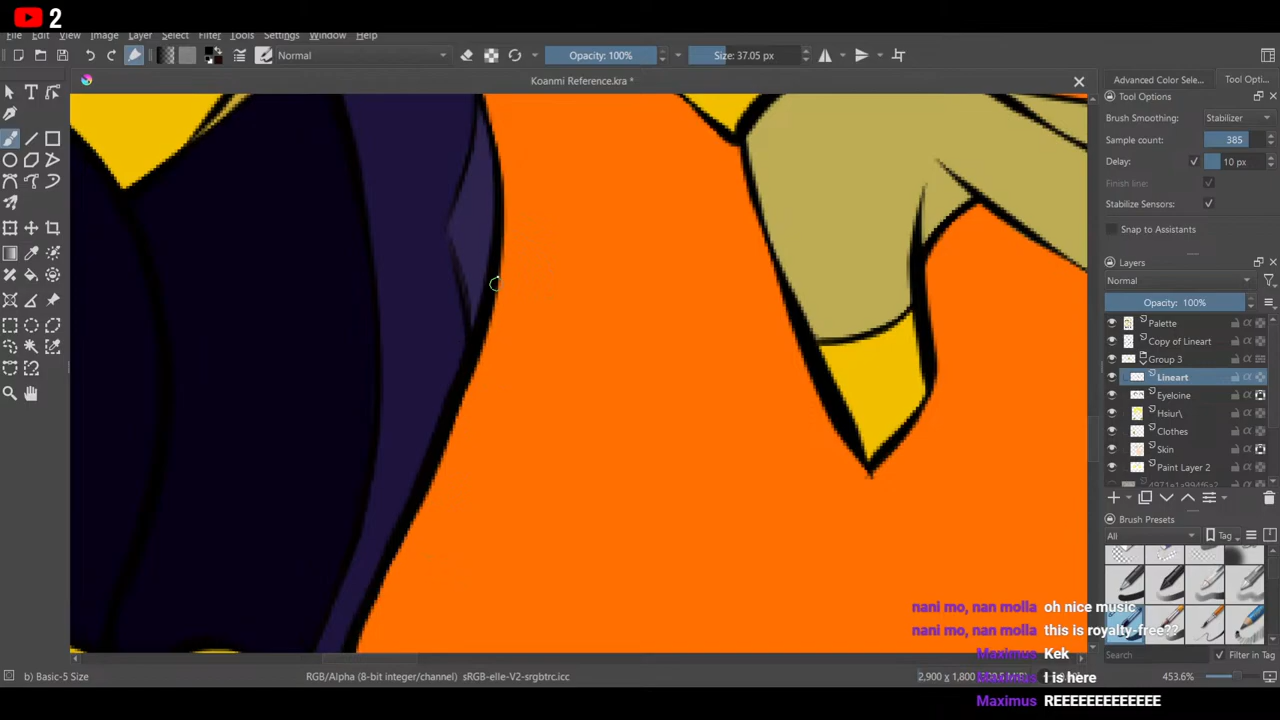 2
File Edit View Image Layer Select Filter Tools Settings Window Help
Normal Opacity: 100% Size: 37.05 px
Koanmi Reference.kra *
Advanced Color Sele... Tool Opti...
Tool Options
Brush Smoothing: Stabilizer
Sample count: 385
Delay: 10 px
Finish line:
Stabilize Sensors:
Snap to Assistants
Layers
Normal
Opacity: 100%
Palette
Copy of Lineart
Group 3
Lineart
Eyeloine
Hsiur\
Clothes
Skin
Paint Layer 2
Brush Presets
All Tag
nani mo, nan molla oh nice music
nani mo, nan molla this is royalty-free??
Maximus Kek
Search Filter in Tag
Maximus I is here
b) Basic-5 Size RGB/Alpha (8-bit integer/channel) sRGB-elle-V2-srgbtrc.icc 2,900 x 1,800 453.6%
Maximus REEEEEEEEEEEEE